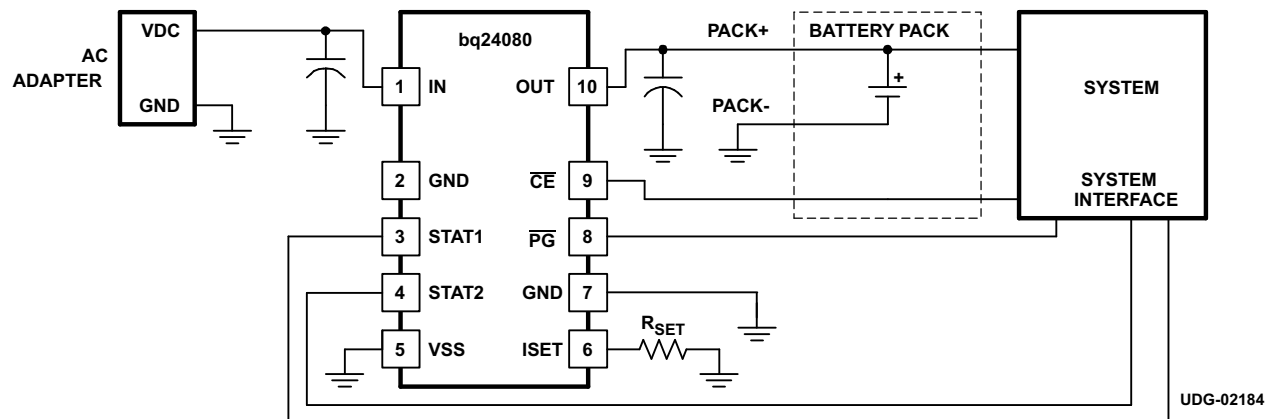 VDC
AC
ADAPTER
GND
bq24080
1 IN
OUT 10
2 GND
CE 9
3 STAT1
PG 8
4 STAT2
GND 7
5 VSS
ISET 6
RSET
PACK+
PACK-
BATTERY PACK
+
SYSTEM
SYSTEM
INTERFACE
UDG-02184